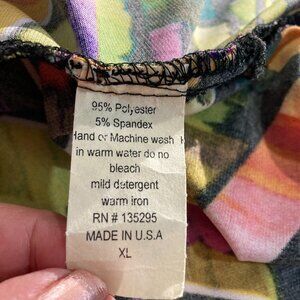 95% Polyester
5% Spandex
Hand or Machine wash
in warm water do no
bleach
mild detergent
warm iron
RN # 135295
MADE IN U.S.A
XL